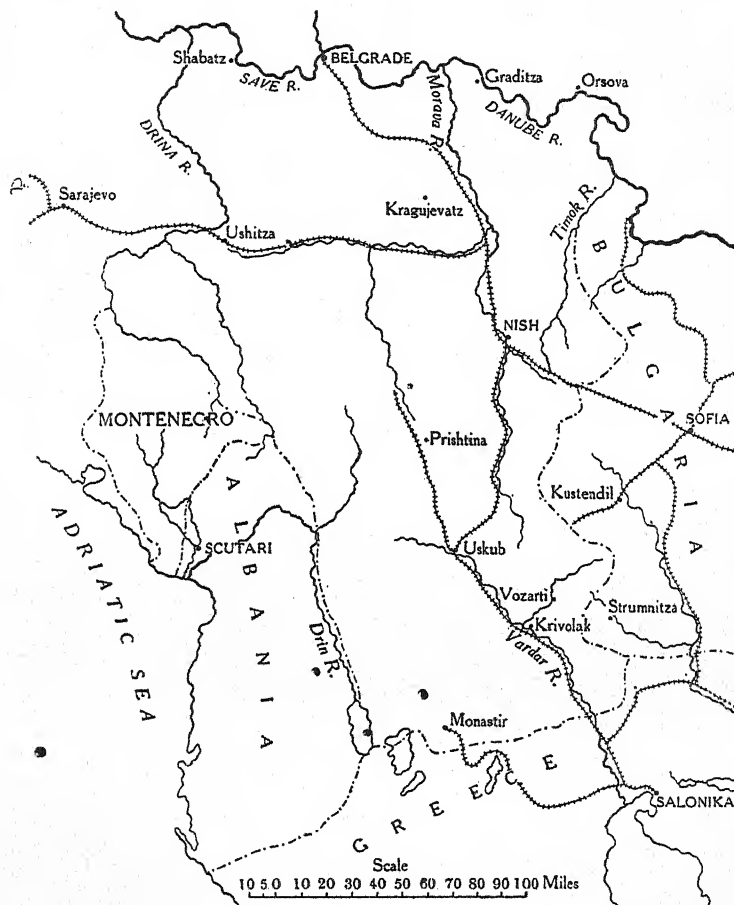 Shabatz
BELGRADE
SAVE R.
Morava R.
Graditza
Orsova
DANUBE R.
DRINA R.
Sarajevo
Kragujevatz
Timok R.
Ushitza
BULGARIA
NISH
MONTENEGRO
SOFIA
Prishtina
Kustendil
ALBANIA
SCUTARI
Uskub
ADRIATIC SEA
Vozarti
Strumnitza
Krivolak
Drin R.
Vardar R.
Monastir
GREECE
SALONIKA
Scale
10 5.0 10 20 30 40 50 60 70 80 90 100 Miles